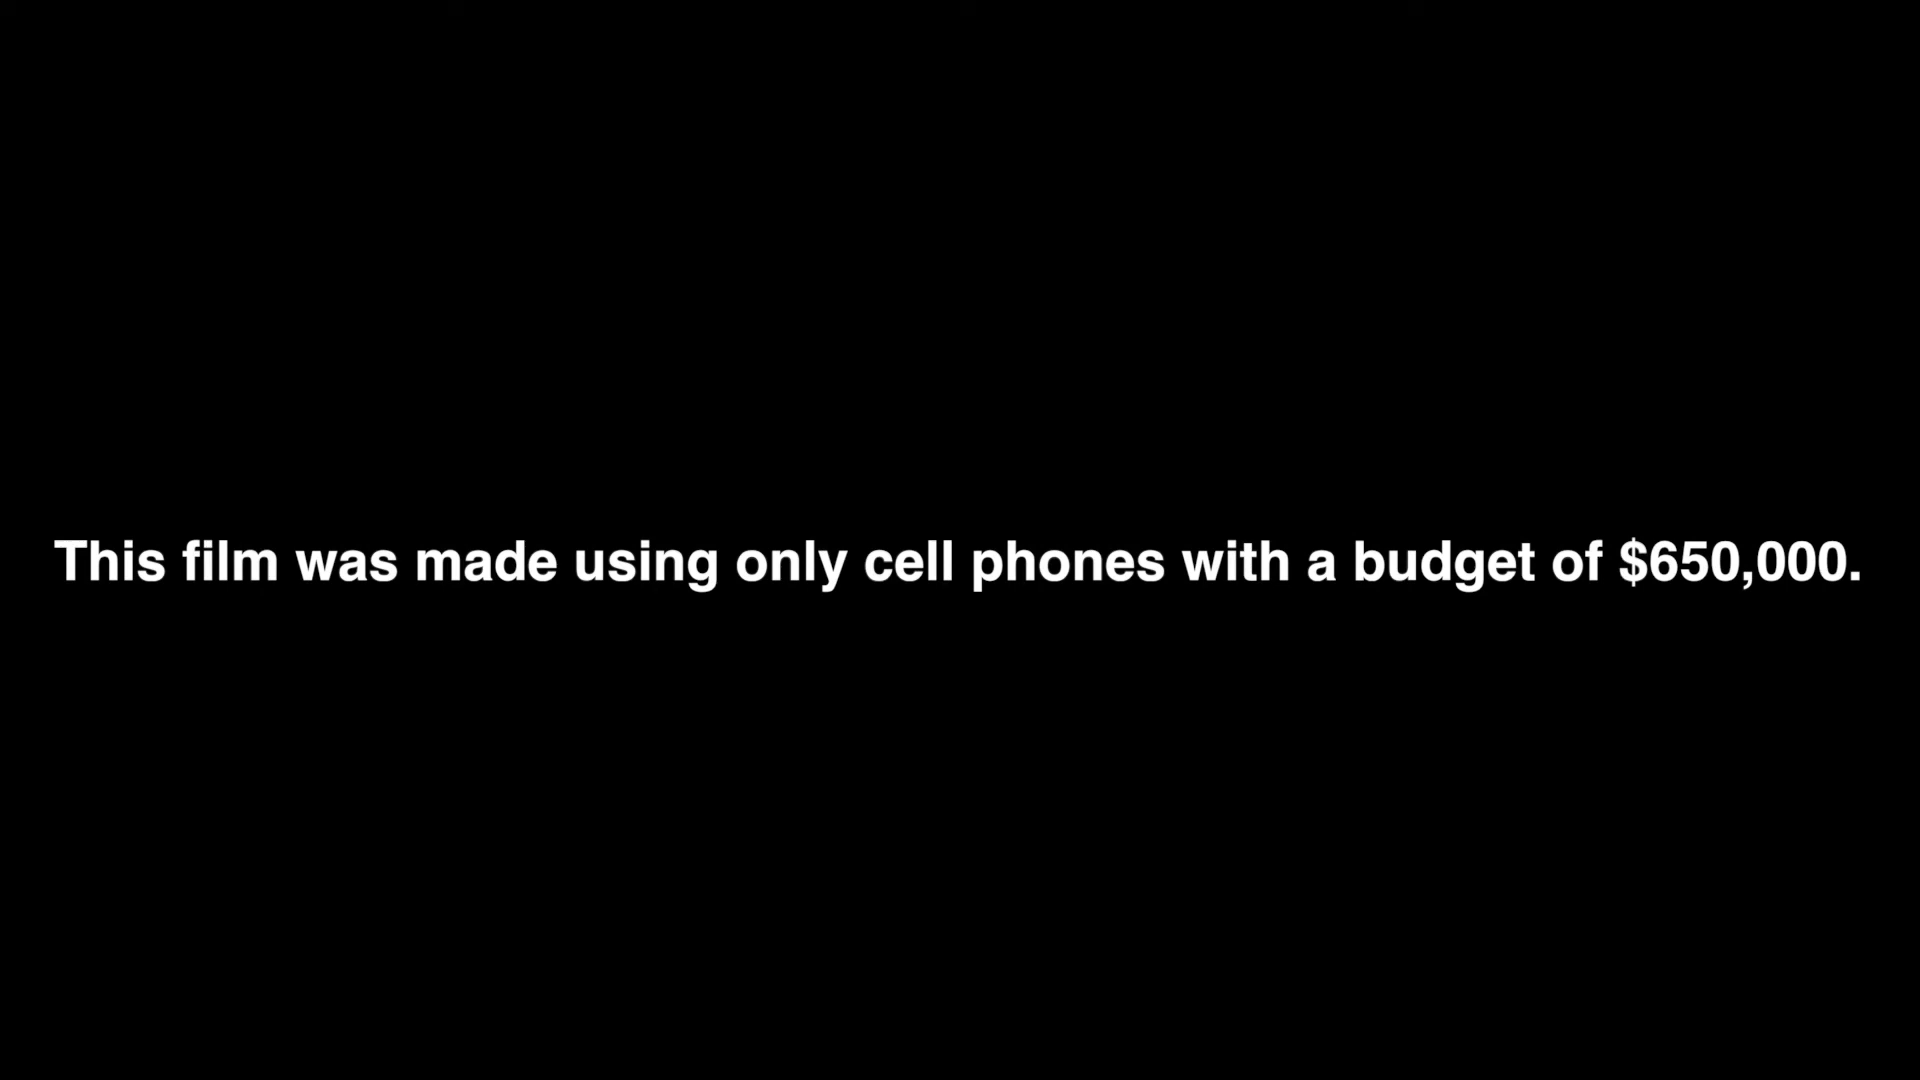 This film was made using only cell phones with a budget of $650,000.